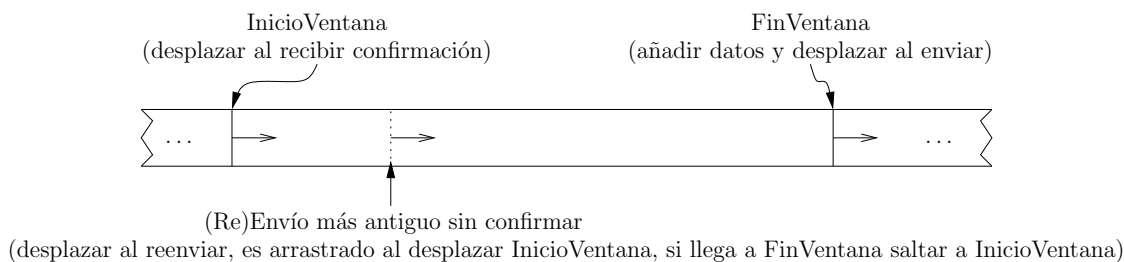 InicioVentana
(desplazar al recibir confirmación)
FinVentana
(añadir datos y desplazar al enviar)
...
...
(Re)Envío más antiguo sin confirmar
(desplazar al reenviar, es arrastrado al desplazar InicioVentana, si llega a FinVentana saltar a InicioVentana)